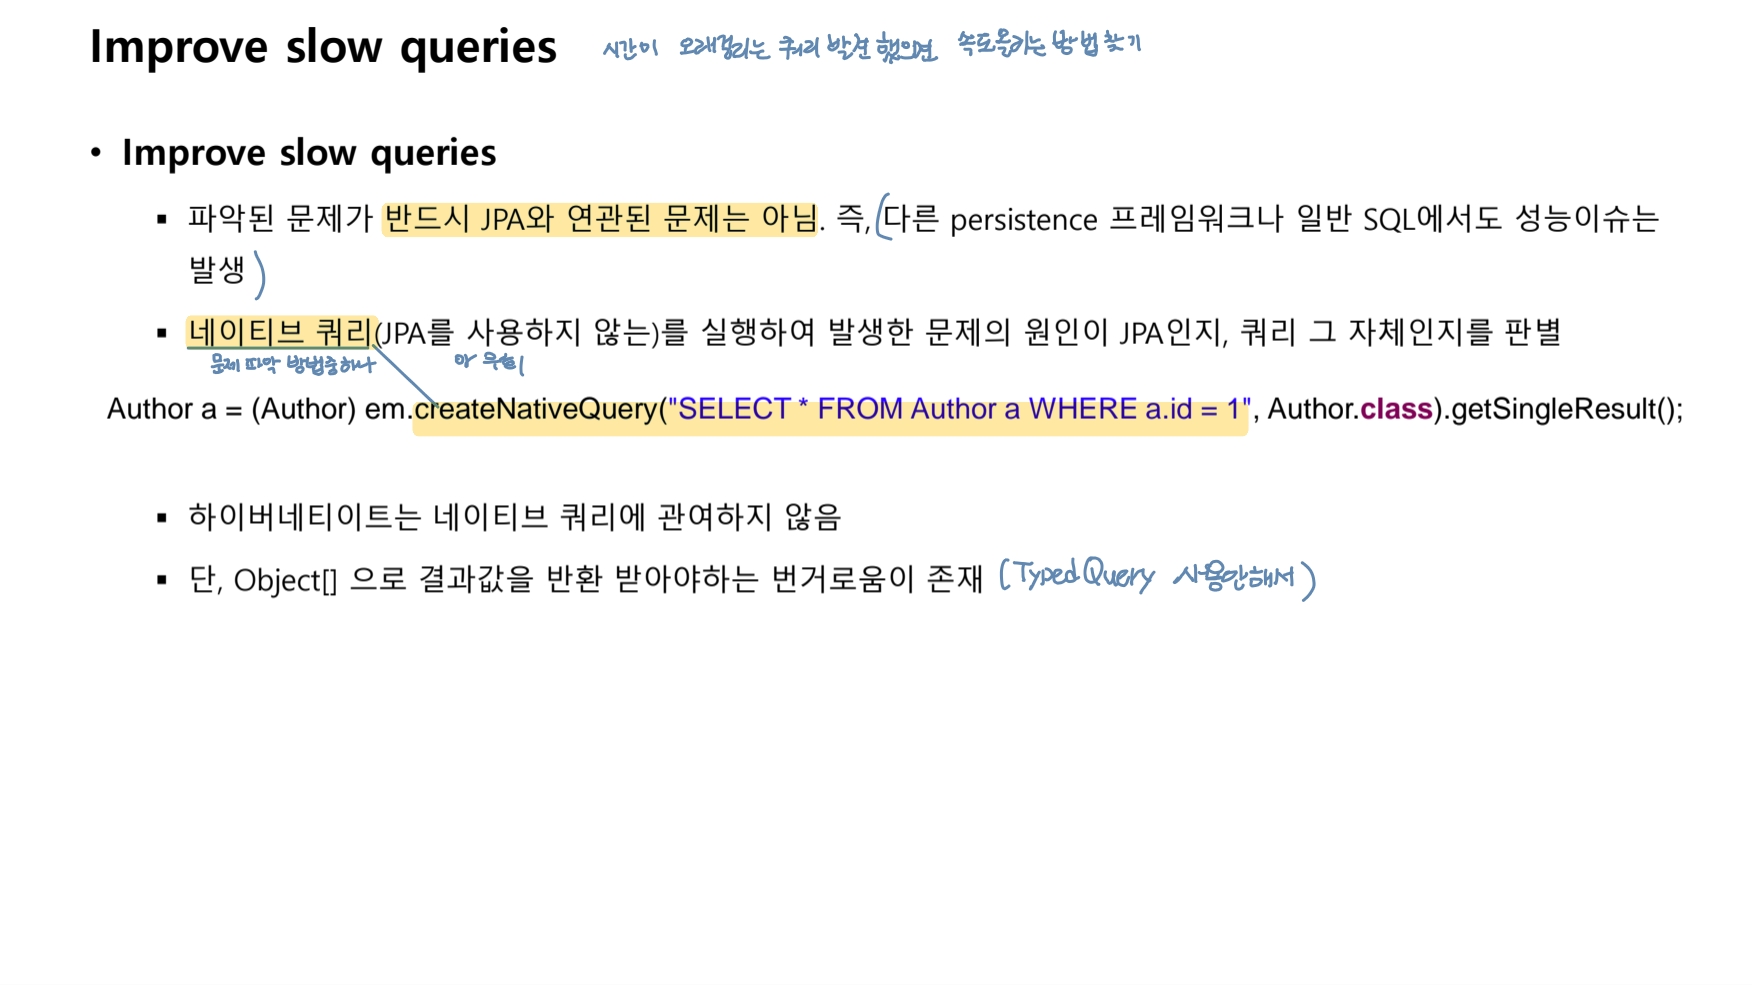 Improve slow queries 시간이 오래걸리는 쿼리 발견 했으면 속도올리는 방법 찾기
• Improve slow queries
▪ 파악된 문제가 반드시 JPA와 연관된 문제는 아님. 즉, (다른 persistence 프레임워크나 일반 SQL에서도 성능이슈는
발생 )
▪ 네이티브 쿼리(JPA를 사용하지 않는)를 실행하여 발생한 문제의 원인이 JPA인지, 쿼리 그 자체인지를 판별
문제 파악 방법중하나
Author a = (Author) em.createNativeQuery("SELECT * FROM Author a WHERE a.id = 1", Author.class).getSingleResult();
▪ 하이버네티이트는 네이티브 쿼리에 관여하지 않음
▪ 단, Object[] 으로 결과값을 반환 받아야하는 번거로움이 존재 (TypedQuery 사용안해서)